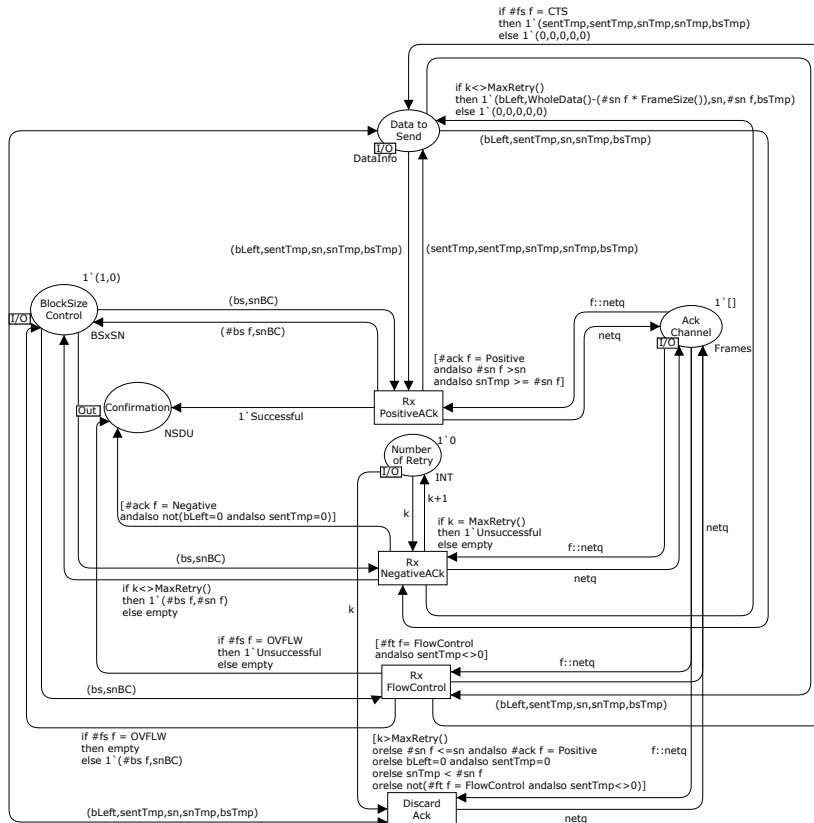 if #fs f = CTS
then 1`(sentTmp,sentTmp,snTmp,snTmp,bsTmp)
else 1`(0,0,0,0,0)
if k<>MaxRetry()
then 1`(bLeft,WholeData()-(#sn f * FrameSize()),sn,#sn f,bsTmp)
else 1`(0,0,0,0,0)
Data to
Send
I/O
DataInfo
(bLeft,sentTmp,sn,snTmp,bsTmp)
(bLeft,sentTmp,sn,snTmp,bsTmp)
(sentTmp,sentTmp,snTmp,snTmp,bsTmp)
1`(1,0)
BlockSize
Control
I/O
BSxSN
(bs,snBC)
(#bs f,snBC)
1`[]
Ack
Channel
I/O
Frames
f::netq
netq
[#ack f = Positive
andalso #sn f >sn
andalso snTmp >= #sn f]
Rx
PositiveACk
1`Successful
Out
Confirmation
NSDU
1`0
Number
of Retry
I/O
INT
k+1
k
[#ack f = Negative
andalso not(bLeft=0 andalso sentTmp=0)]
if k = MaxRetry()
then 1`Unsuccessful
else empty
netq
f::netq
(bs,snBC)
Rx
NegativeACk
netq
if k<>MaxRetry()
then 1`(#bs f,#sn f)
else empty
k
if #fs f = OVFLW
then 1`Unsuccessful
else empty
[#ft f= FlowControl
andalso sentTmp<>0]
f::netq
Rx
FlowControl
(bs,snBC)
(bLeft,sentTmp,sn,snTmp,bsTmp)
if #fs f = OVFLW
then empty
else 1`(#bs f,snBC)
[k>MaxRetry()
orelse #sn f <=sn andalso #ack f = Positive
orelse bLeft=0 andalso sentTmp=0
orelse snTmp < #sn f
orelse not(#ft f = FlowControl andalso sentTmp<>0)]
f::netq
Discard
Ack
(bLeft,sentTmp,sn,snTmp,bsTmp)
netq